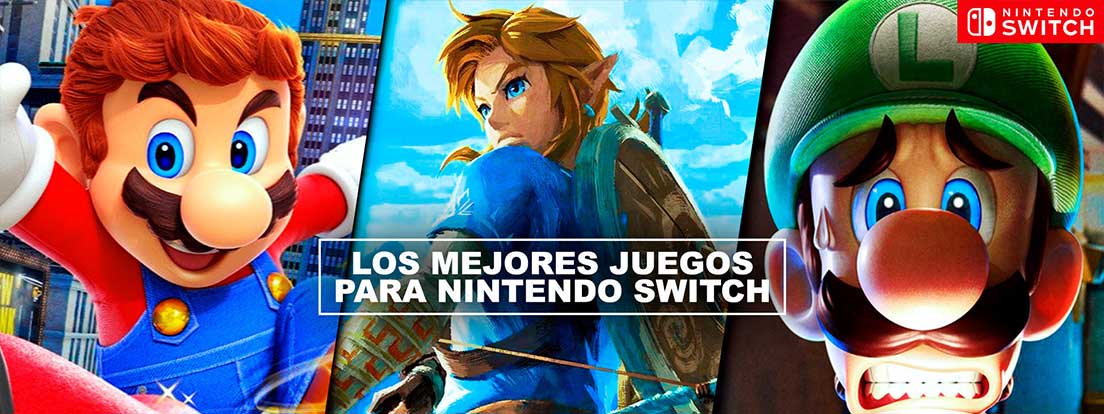 NINTENDO
SWITCH
L
LOS MEJORES JUEGOS
PARA NINTENDO SWITCH